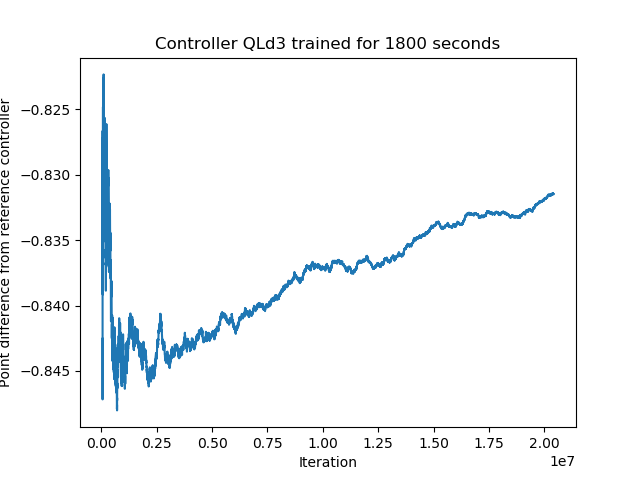 Controller QLd3 trained for 1800 seconds
Point difference from reference controller
−0.825
−0.830
−0.835
−0.840
−0.845
0.00 0.25 0.50 0.75 1.00 1.25 1.50 1.75 2.00
1e7
Iteration